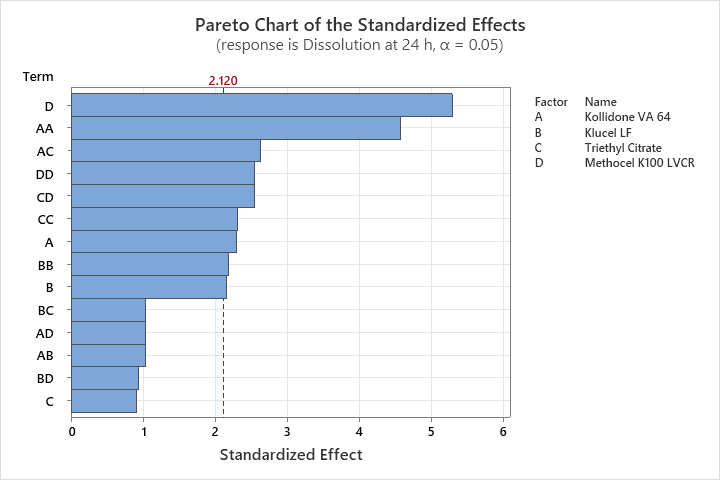 Pareto Chart of the Standardized Effects
(response is Dissolution at 24 h, α = 0.05)
Term
2.120
D
AA
AC
DD
CD
CC
A
BB
B
BC
AD
AB
BD
C
0 1 2 3 4 5 6
Standardized Effect
Factor Name
A Kollidone VA 64
B Klucel LF
C Triethyl Citrate
D Methocel K100 LVCR